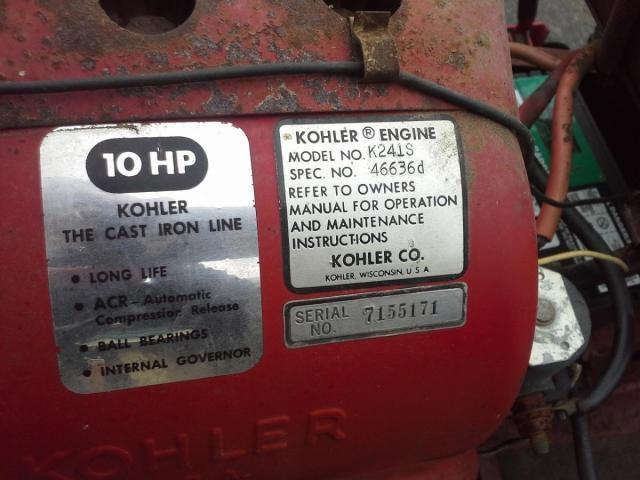 10 HP
KOHLER
THE CAST IRON LINE
• LONG LIFE
• ACR-Automatic
Compression Release
• BALL BEARINGS
• INTERNAL GOVERNOR
KOHLER® ENGINE
MODEL NO. K241S
SPEC. NO. 46636d
REFER TO OWNERS
MANUAL FOR OPERATION
AND MAINTENANCE
INSTRUCTIONS
KOHLER CO.
KOHLER, WISCONSIN, U S A
SERIAL
NO. 7155171
KOHLER